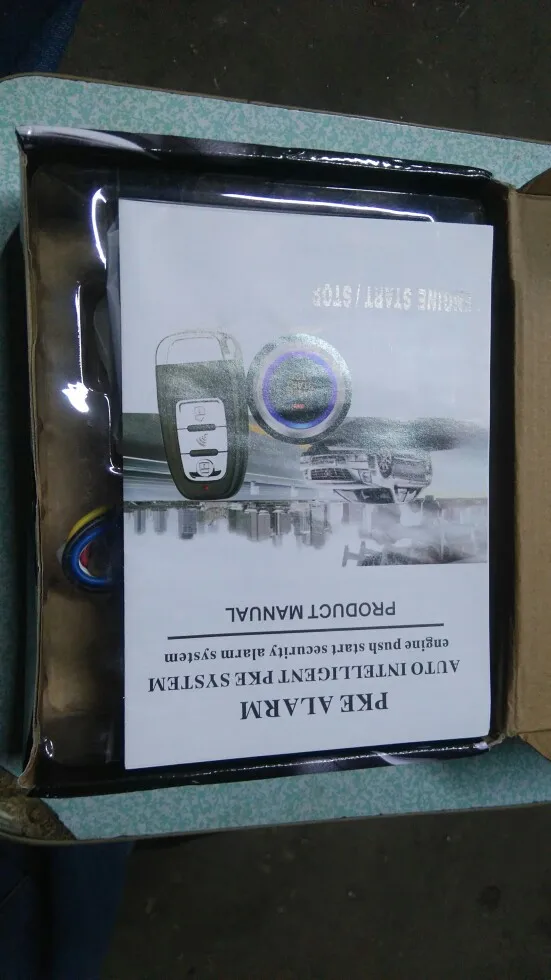 PKE ALARM
AUTO INTELLIGENT PKE SYSTEM
engine push start security alarm system
PRODUCT MANUAL
ENGINE START / STOP